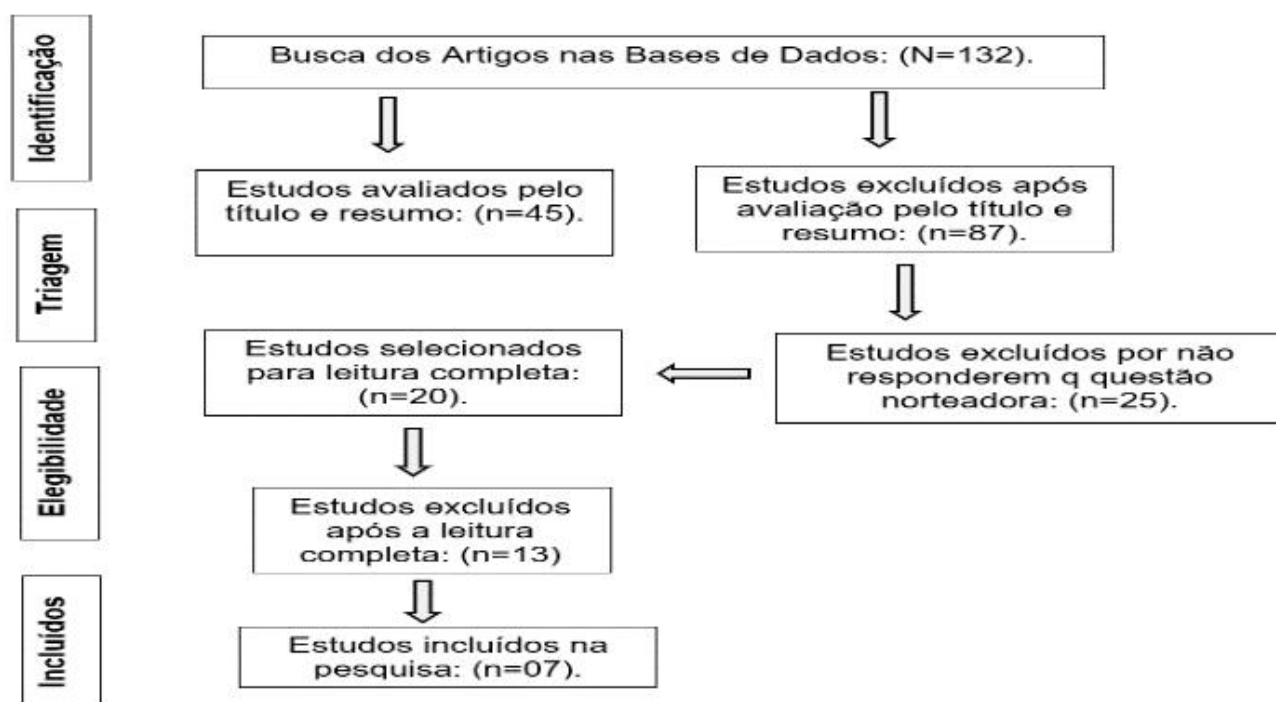 Identificação
Busca dos Artigos nas Bases de Dados: (N=132).
Estudos avaliados pelo
título e resumo: (n=45).
Estudos excluídos após
avaliação pelo título e
resumo: (n=87).
Triagem
Estudos selecionados
para leitura completa:
(n=20).
Estudos excluídos por não
responderem q questão
norteadora: (n=25).
Elegibilidade
Estudos excluídos
após a leitura
completa: (n=13)
Incluídos
Estudos incluídos na
pesquisa: (n=07).